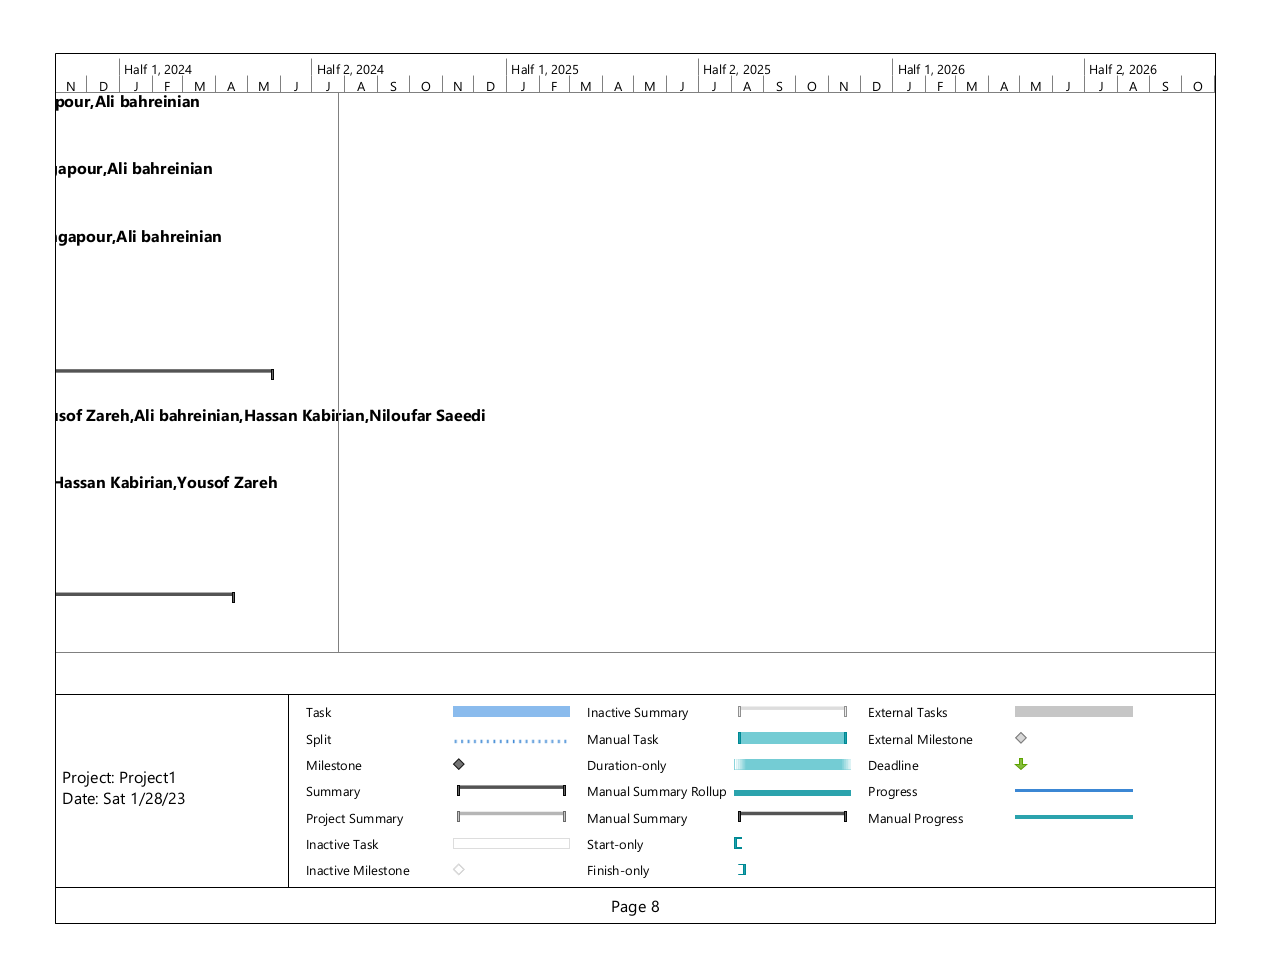 Half 1, 2024 Half 2, 2024 Half 1, 2025 Half 2, 2025 Half 1, 2026 Half 2, 2026
N D J F M A M J J A S O N D J F M A M J J A S O N D J F M A M J J A S O
pour,Ali bahreinian
gapour,Ali bahreinian
agapour,Ali bahreinian
usof Zareh,Ali bahreinian,Hassan Kabirian,Niloufar Saeedi
Hassan Kabirian,Yousof Zareh
Project: Project1
Date: Sat 1/28/23
Task
Split
Milestone
Summary
Project Summary
Inactive Task
Inactive Milestone
Inactive Summary
Manual Task
Duration-only
Manual Summary Rollup
Manual Summary
Start-only
Finish-only
External Tasks
External Milestone
Deadline
Progress
Manual Progress
Page 8